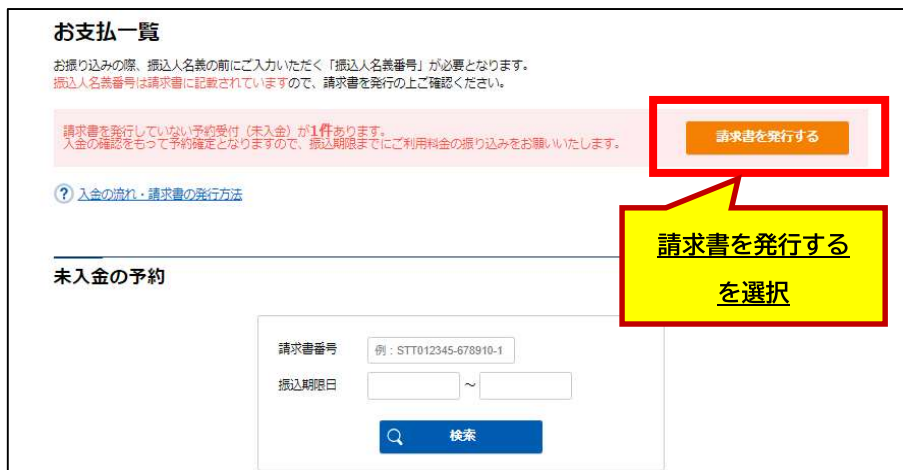 お支払一覧
お振り込みの際、振込人名義の前にご入力いただく「振込人名義番号」が必要となります。
振込人名義番号は請求書に記載されていますので、請求書を発行の上ご確認ください。
請求書を発行していない予約受付（未入金）が1件あります。
入金の確認をもって予約確定となりますので、振込期限までにご利用料金の振り込みをお願いいたします。
請求書を発行する
? 入金の流れ・請求書の発行方法
請求書を発行する
を選択
未入金の予約
請求書番号 例：STT012345-678910-1
振込期限日 ～
検索